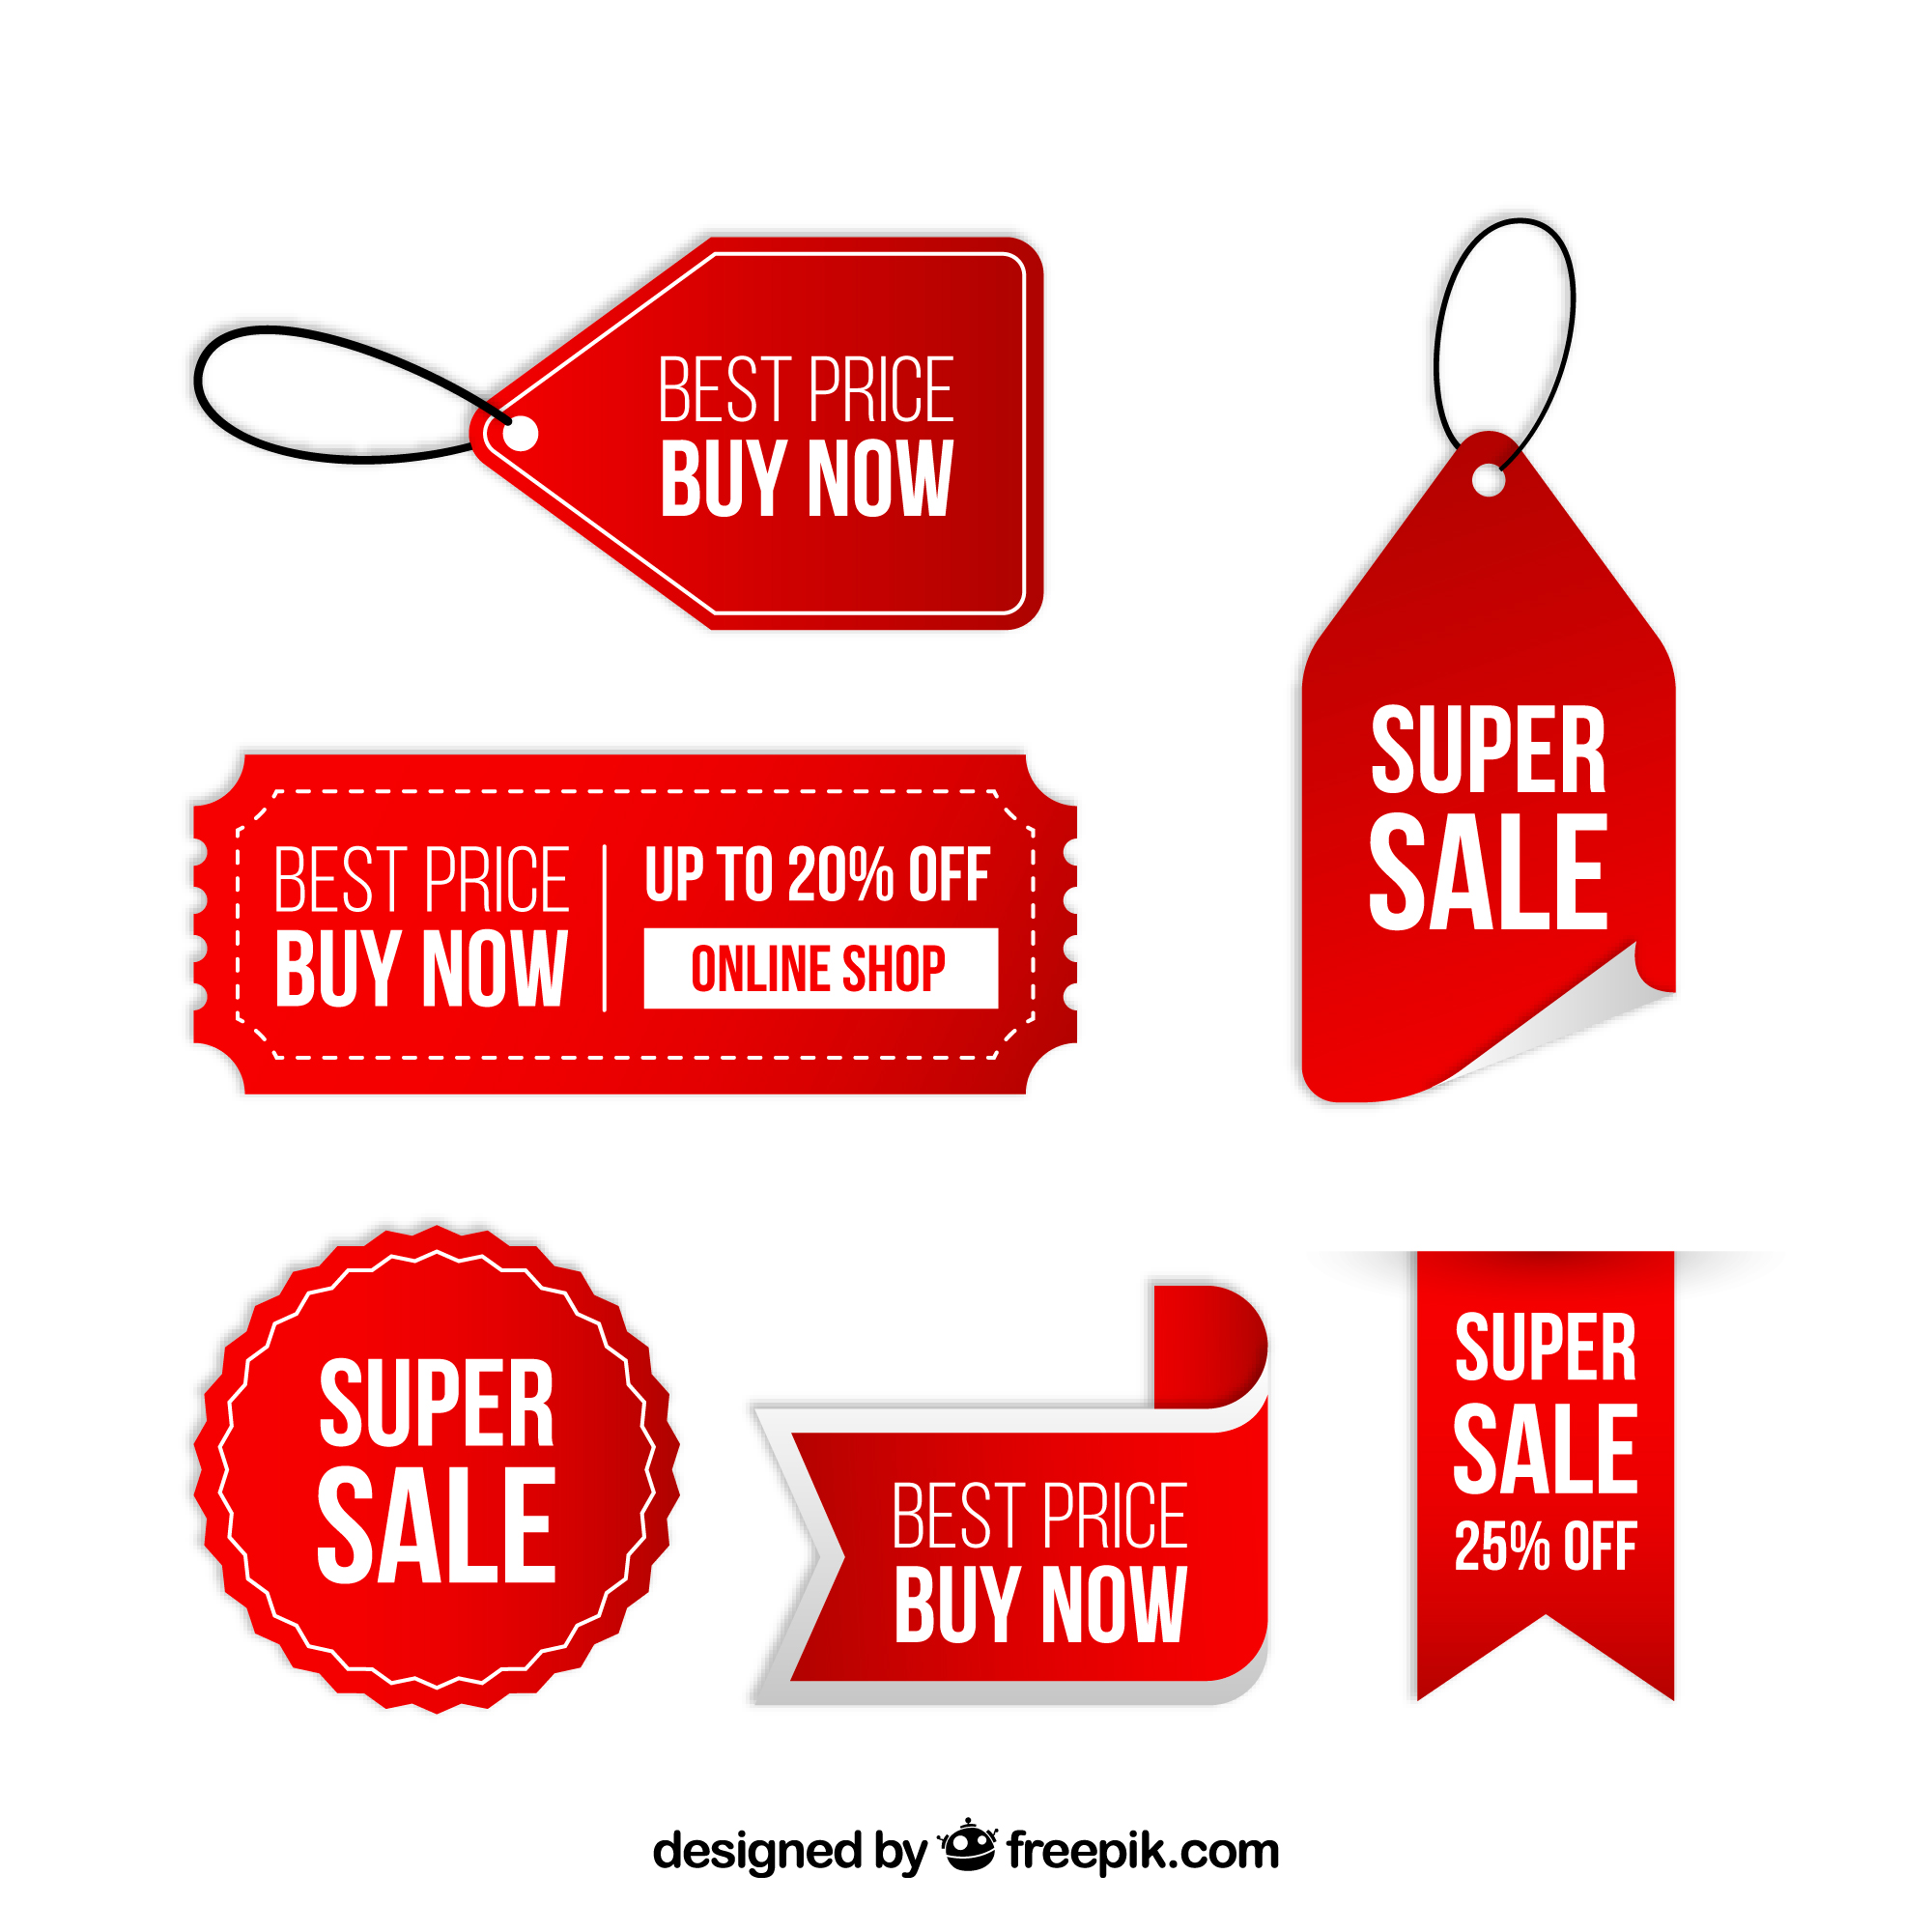 BEST PRICE
BUY NOW
SUPER
SALE
BEST PRICE
BUY NOW
UP TO 20% OFF
ONLINE SHOP
SUPER
SALE
BEST PRICE
BUY NOW
SUPER
SALE
25% OFF
designed by freepik.com